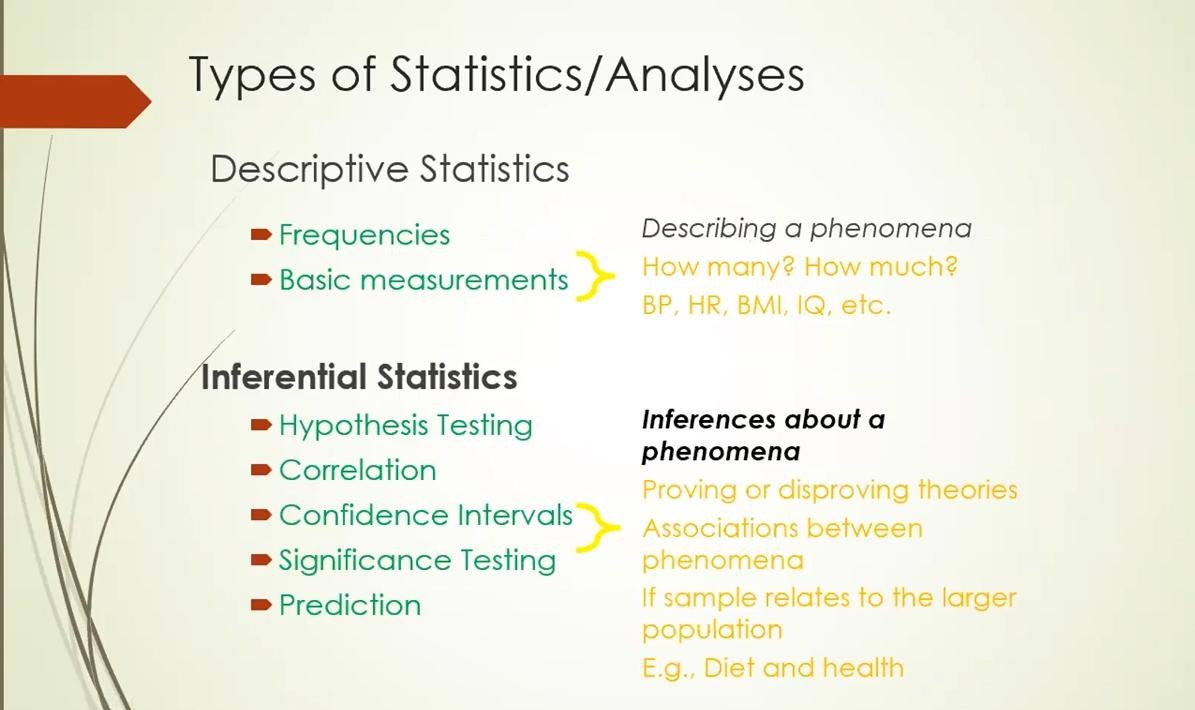 Types of Statistics/Analyses
Descriptive Statistics
Frequencies
Basic measurements
Describing a phenomena
How many? How much?
BP, HR, BMI, IQ, etc.
Inferential Statistics
Hypothesis Testing
Correlation
Confidence Intervals
Significance Testing
Prediction
Inferences about a
phenomena
Proving or disproving theories
Associations between
phenomena
If sample relates to the larger
population
E.g., Diet and health